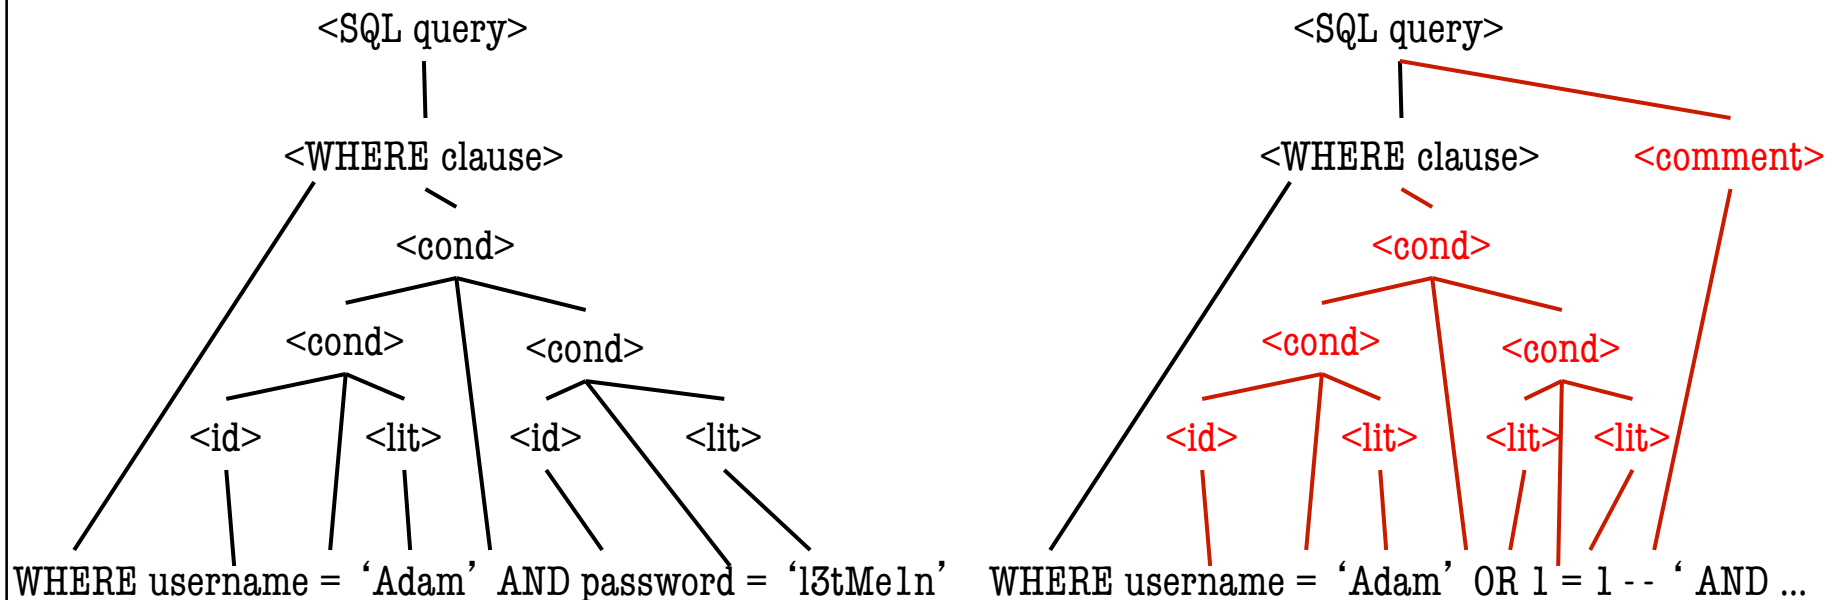 <SQL query>
<WHERE clause>
<cond>
<cond> <cond>
<id> <lit> <id> <lit>
WHERE username = ‘Adam’ AND password = ‘l3tMe1n’
<SQL query>
<WHERE clause> <comment>
<cond>
<cond> <cond>
<id> <lit> <lit> <lit>
WHERE username = ‘Adam’ OR 1 = 1 - - ‘ AND ...